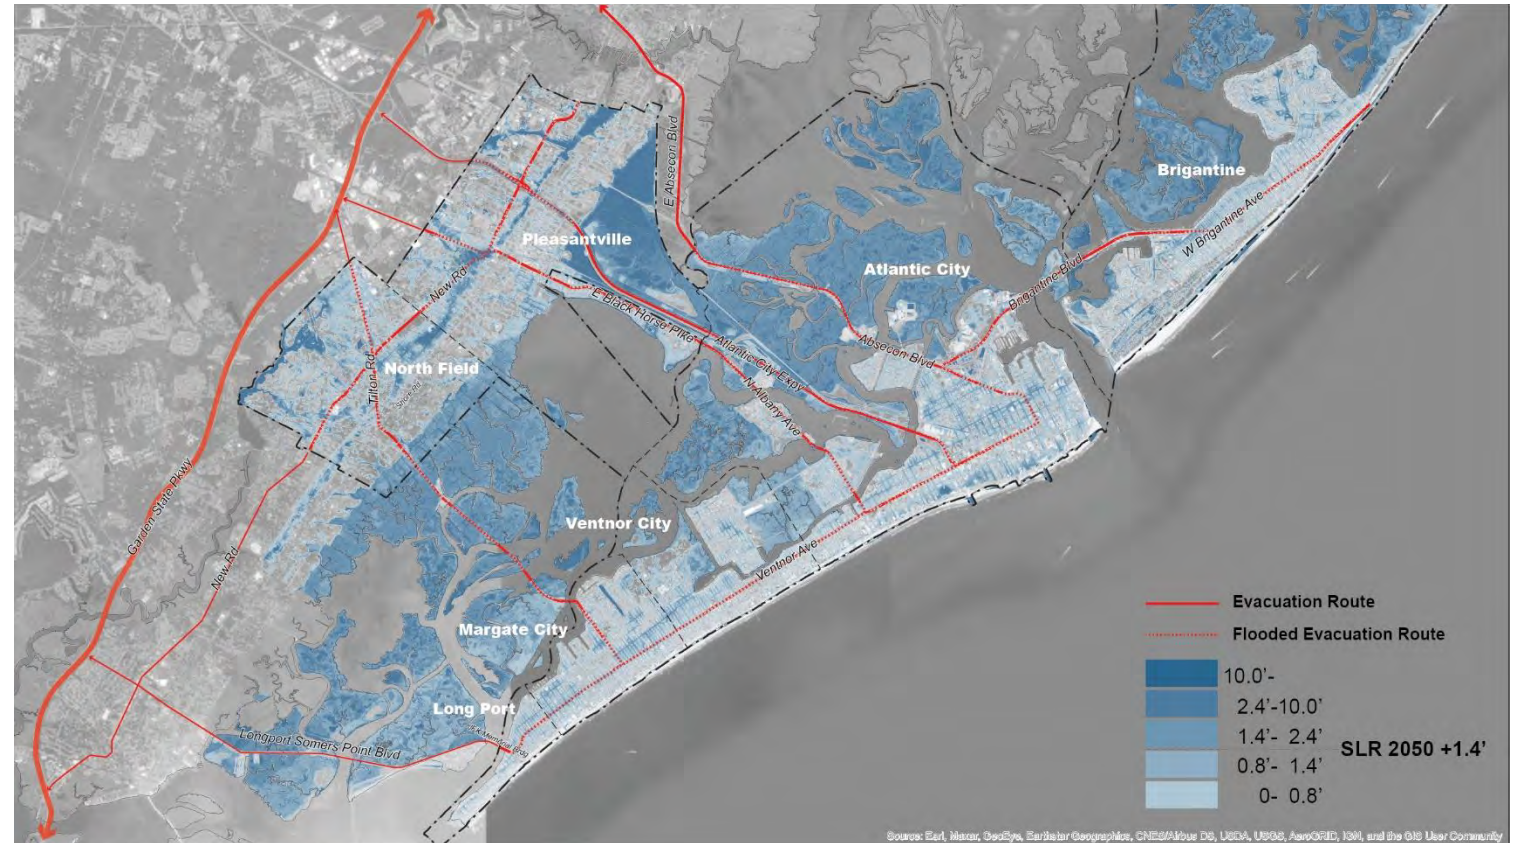 E Absecon Blvd
Brigantine
W Brigantine Ave
Pleasantville
Atlantic City
New Rd
Brigantine Blvd
E Black Horse Pike
Atlantic City Expy
Absecon Blvd
North Field
Tilton Rd
Shore Rd
N Albany Ave
Garden State Pkwy
Ventnor City
Ventnor Ave
New Rd
Margate City
Long Port
Longport Somers Point Blvd
Evacuation Route
Flooded Evacuation Route
10.0'-
2.4'-10.0'
1.4'- 2.4'
SLR 2050 +1.4'
0.8'- 1.4'
0- 0.8'
Source: Esri, Maxar, GeoEye, Earthstar Geographics, CNES/Airbus DS, USDA, USGS, AeroGRID, IGN, and the GIS User Community